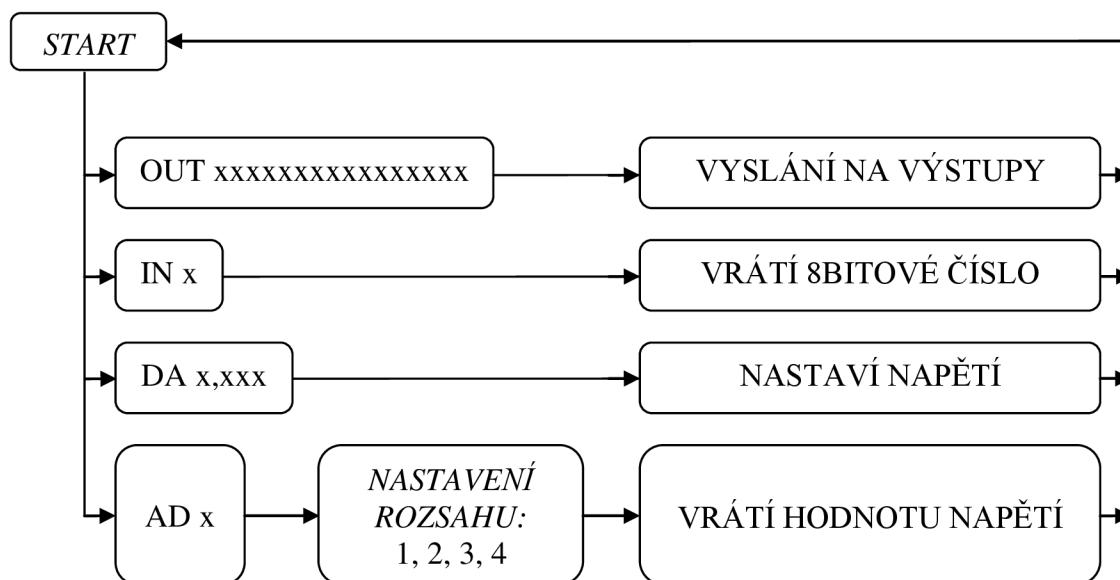 START
OUT xxxxxxxxxxxxxxxx
VYSLÁNÍ NA VÝSTUPY
IN x
VRÁTÍ 8BITOVÉ ČÍSLO
DA x,xxx
NASTAVÍ NAPĚTÍ
AD x
NASTAVENÍ
ROZSAHU:
1, 2, 3, 4
VRÁTÍ HODNOTU NAPĚTÍ